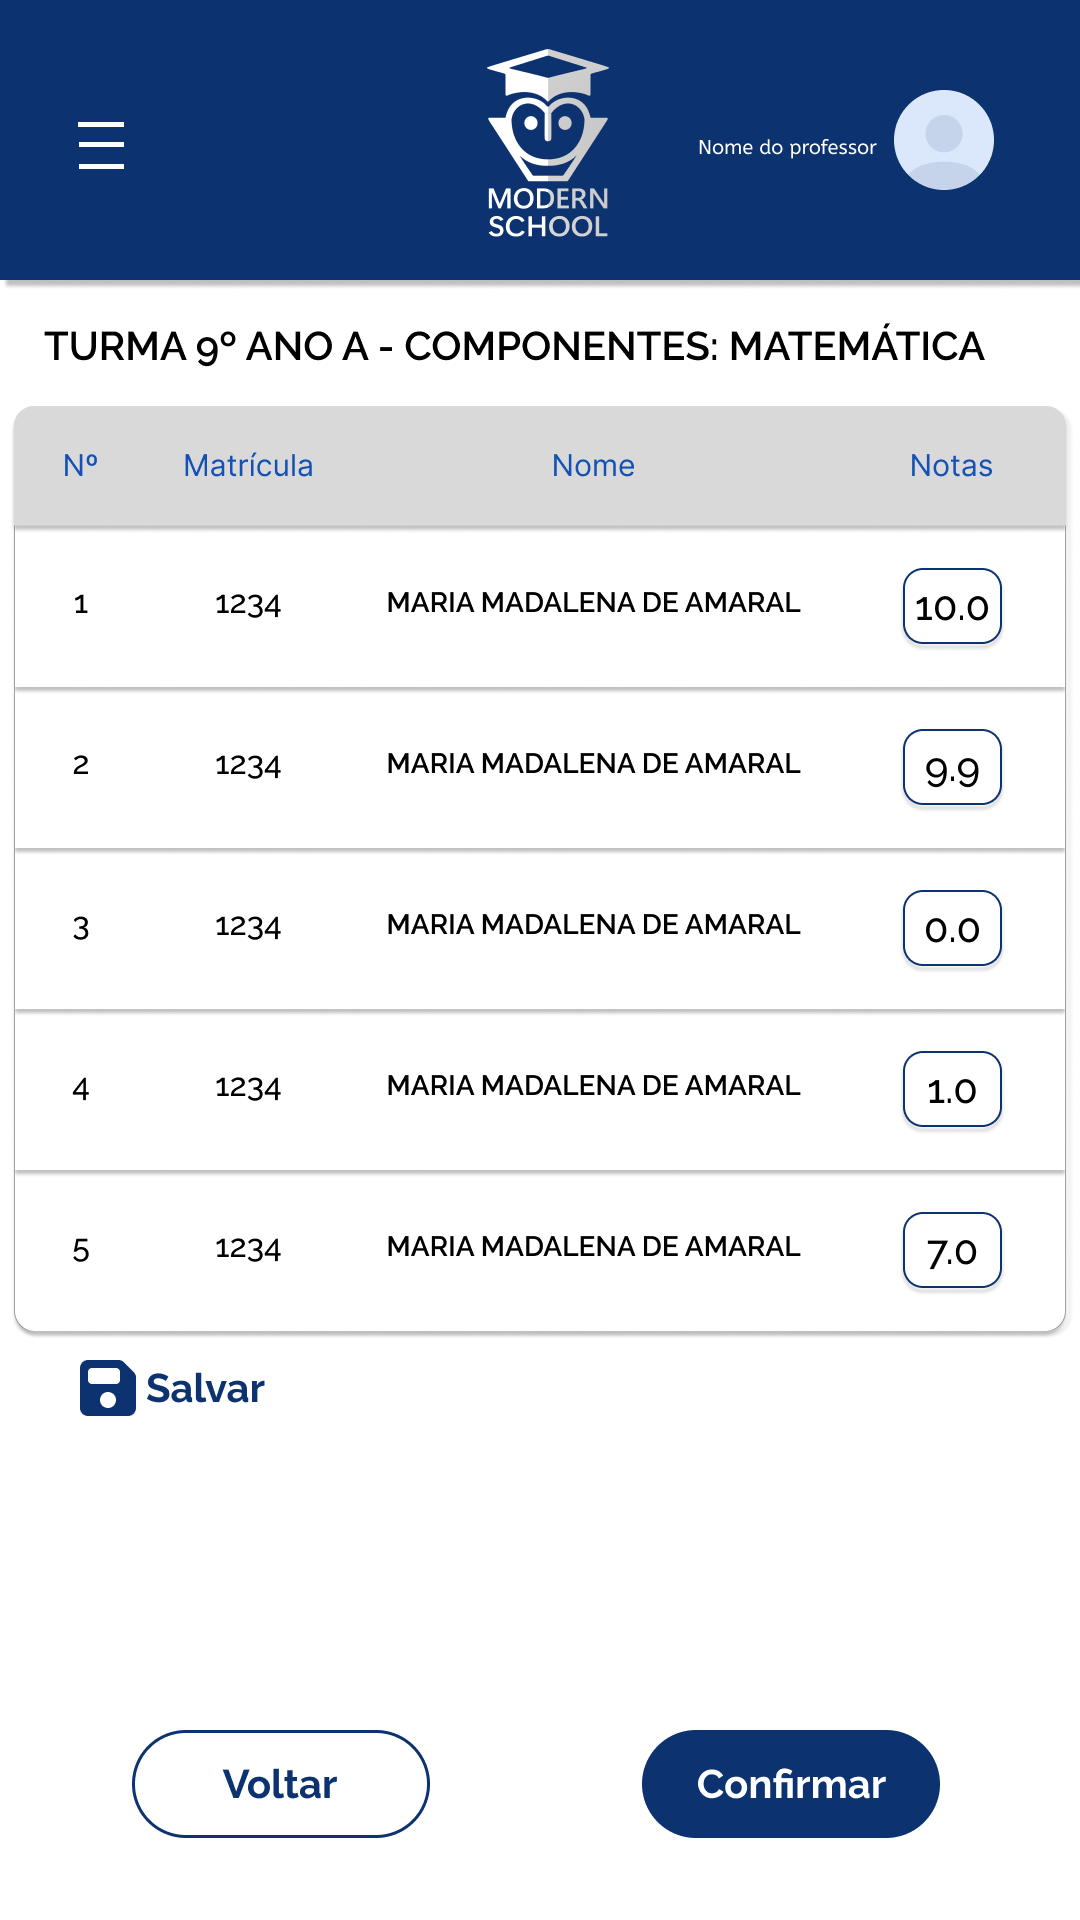 MODERN
SCHOOL
Nome do professor
TURMA 9º ANO A - COMPONENTES: MATEMÁTICA
Nº Matrícula Nome Notas
1 1234 MARIA MADALENA DE AMARAL 10.0
2 1234 MARIA MADALENA DE AMARAL 9.9
3 1234 MARIA MADALENA DE AMARAL 0.0
4 1234 MARIA MADALENA DE AMARAL 1.0
5 1234 MARIA MADALENA DE AMARAL 7.0
Salvar
Voltar Confirmar